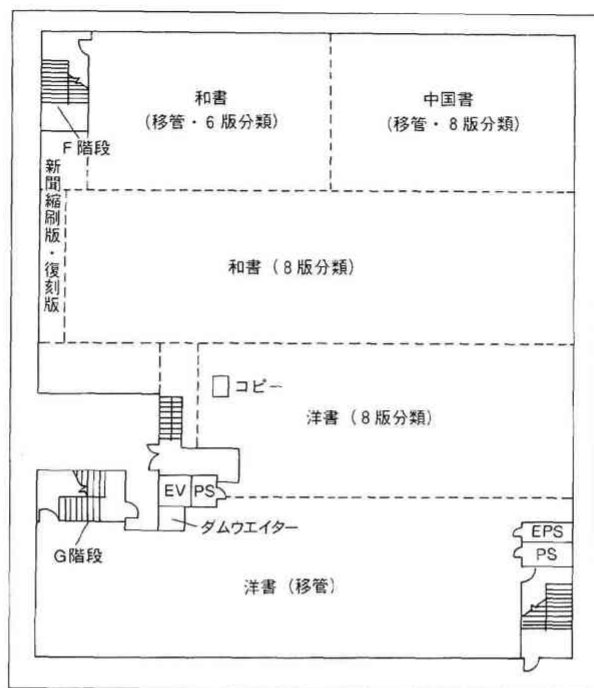 和書
(移管・6版分類)
中国書
(移管・8版分類)
F階段
新聞縮刷版・復刻版
和書(8版分類)
コピー
洋書(8版分類)
EV
PS
ダムウエイター
G階段
EPS
PS
洋書(移管)